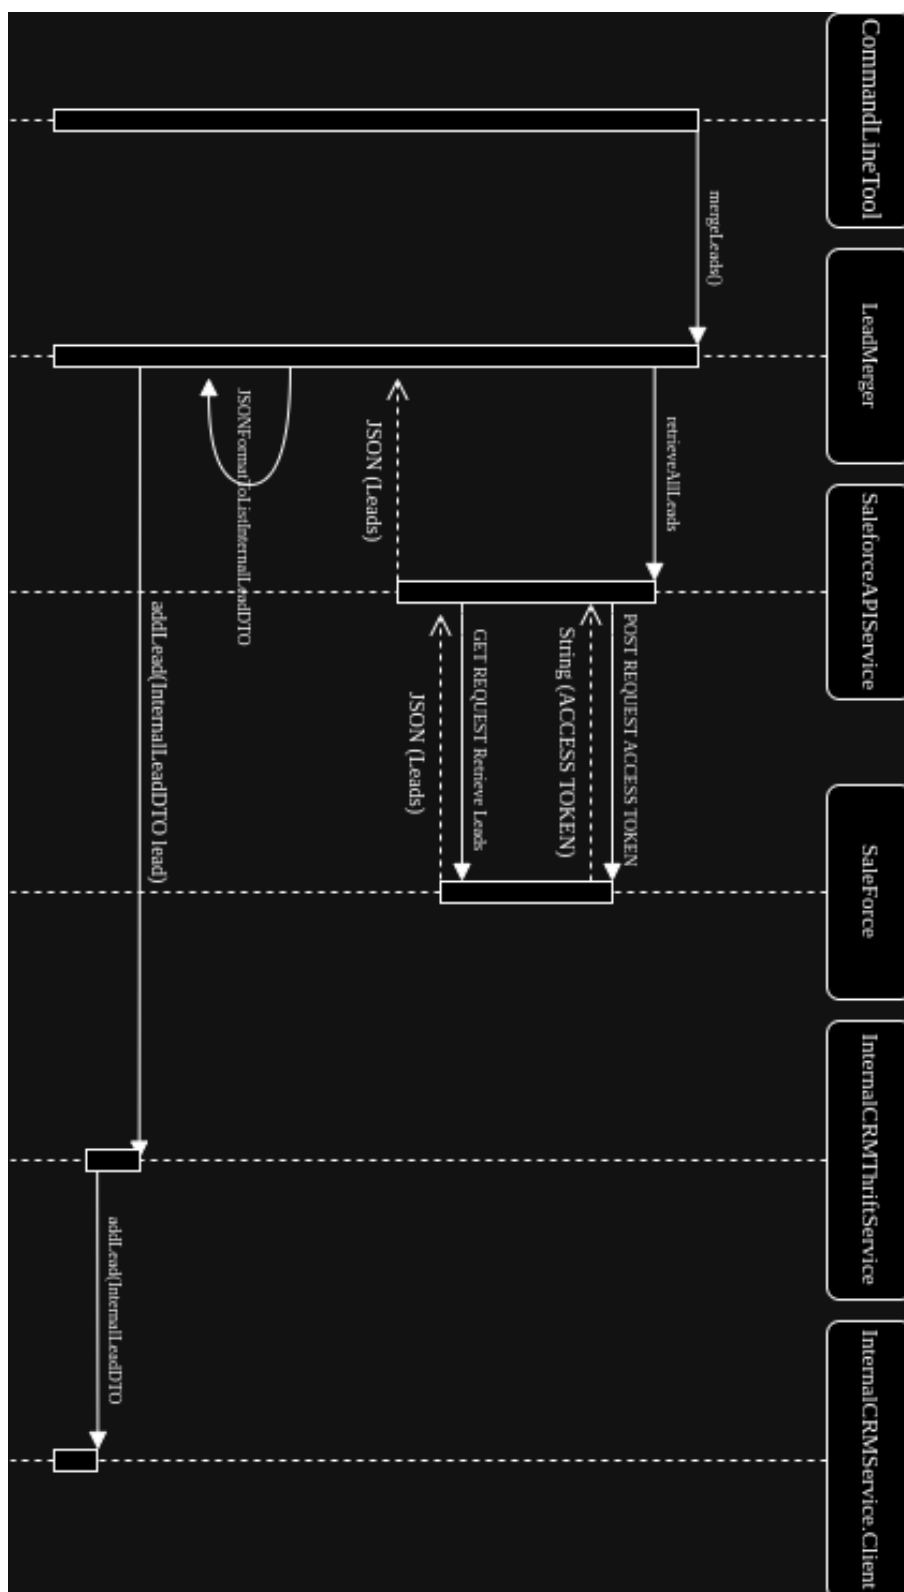 CommandLineTool
LeadMerger
SaleforceAPIService
SaleForce
InternalCRMThriftService
InternalCRMService.Client
mergeLeads()
retrieveAllLeads
POST REQUEST ACCESS TOKEN
String (ACCESS TOKEN)
GET REQUEST Retrieve Leads
JSON (Leads)
JSON (Leads)
JSONFormatToListInternalLeadDTO
addLead(InternalLeadDTO lead)
addLead(InternalLeadDTO